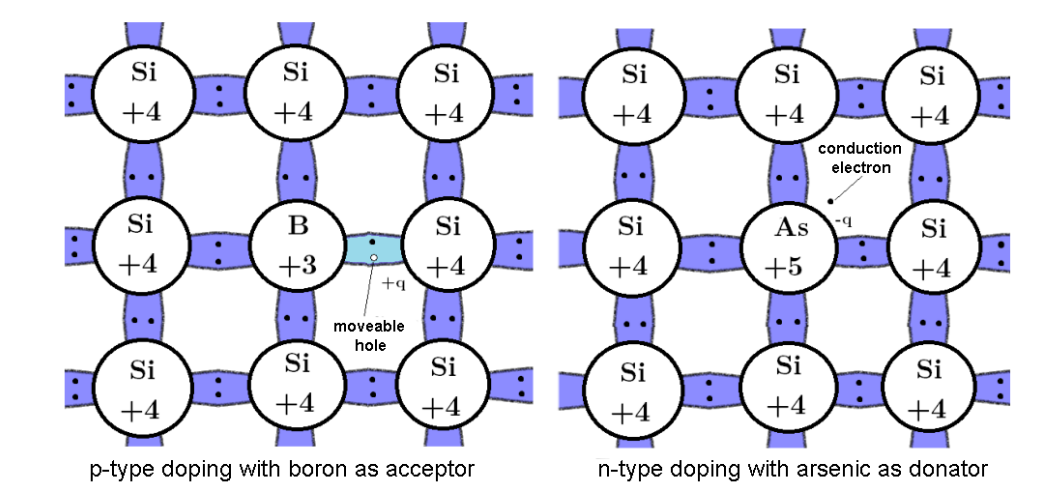 Si Si Si
+4 +4 +4
Si B Si
+4 +3 +4
+q
moveable
hole
Si Si Si
+4 +4 +4
p-type doping with boron as acceptor
Si Si Si
+4 +4 +4
conduction
electron
-q
Si As Si
+4 +5 +4
Si Si Si
+4 +4 +4
n-type doping with arsenic as donator